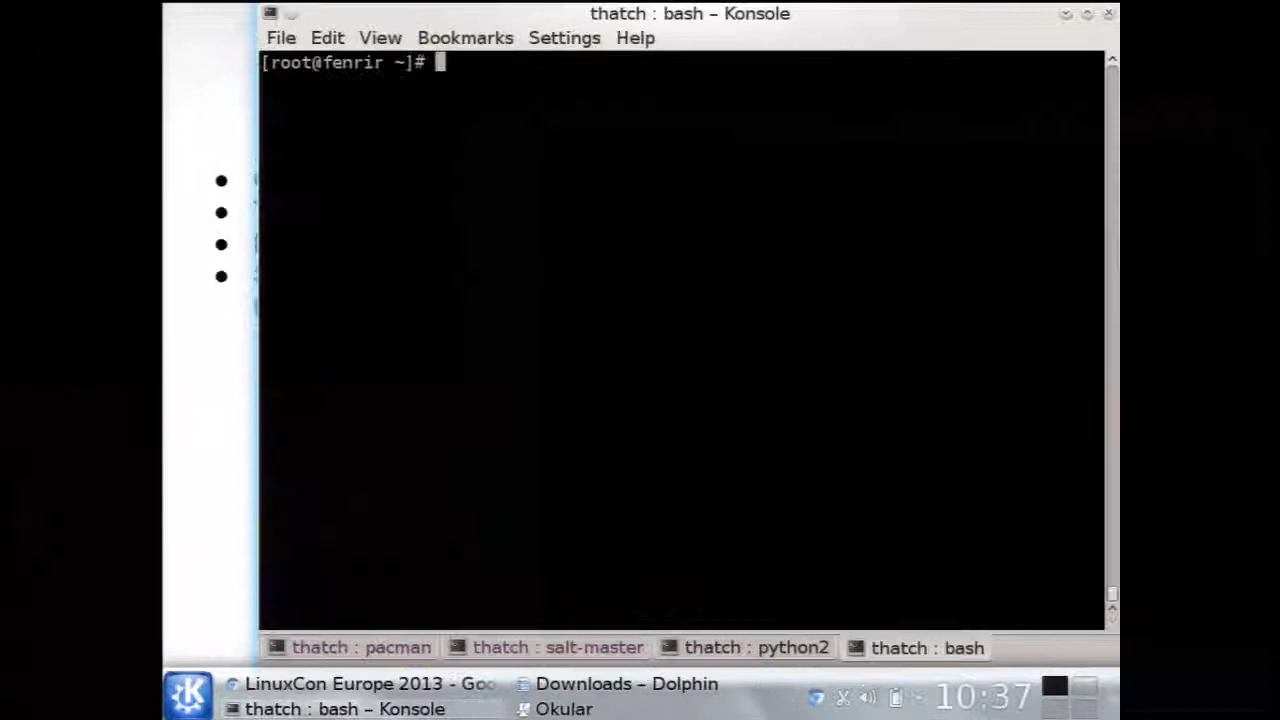 thatch : bash – Konsole
File Edit View Bookmarks Settings Help
[root@fenrir ~]#
thatch : pacman thatch : salt-master thatch : python2 thatch : bash
LinuxCon Europe 2013 - Goo Downloads – Dolphin
thatch : bash – Konsole Okular
10:37